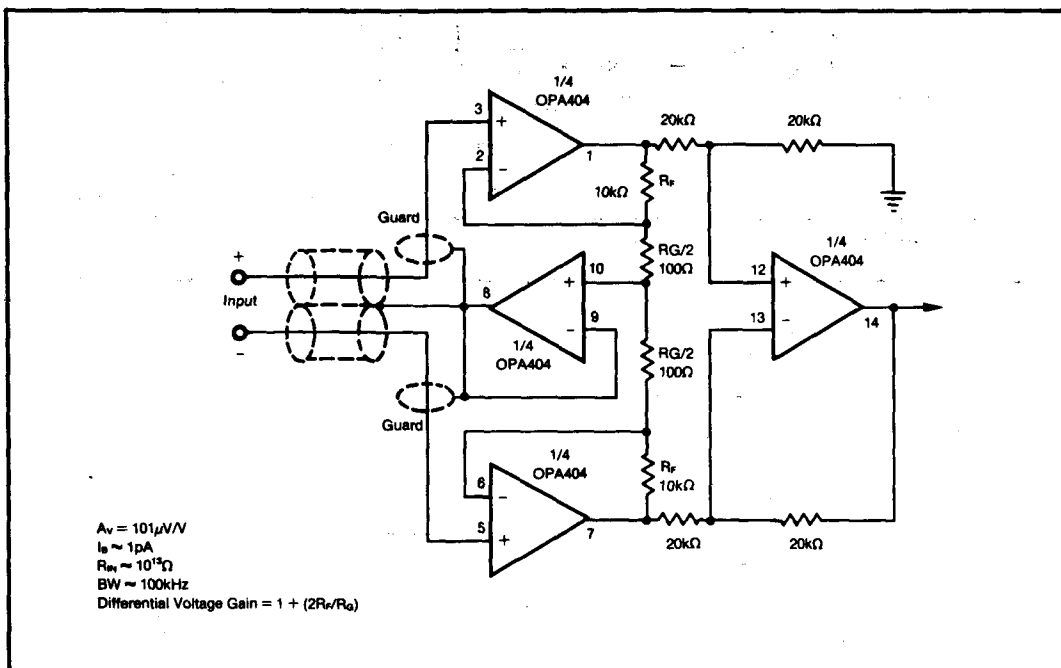 1/4
OPA404
3
+
2
−
1
20kΩ
20kΩ
10kΩ
R_F
Guard
RG/2
100Ω
+
Input
−
8
10
+
9
−
1/4
OPA404
1/4
OPA404
12
+
13
−
14
RG/2
100Ω
Guard
1/4
OPA404
6
−
5
+
7
R_F
10kΩ
20kΩ
20kΩ
A_V = 101μV/V
I_B ~ 1pA
R_IN ~ 10¹³Ω
BW ~ 100kHz
Differential Voltage Gain = 1 + (2R_F/R_G)